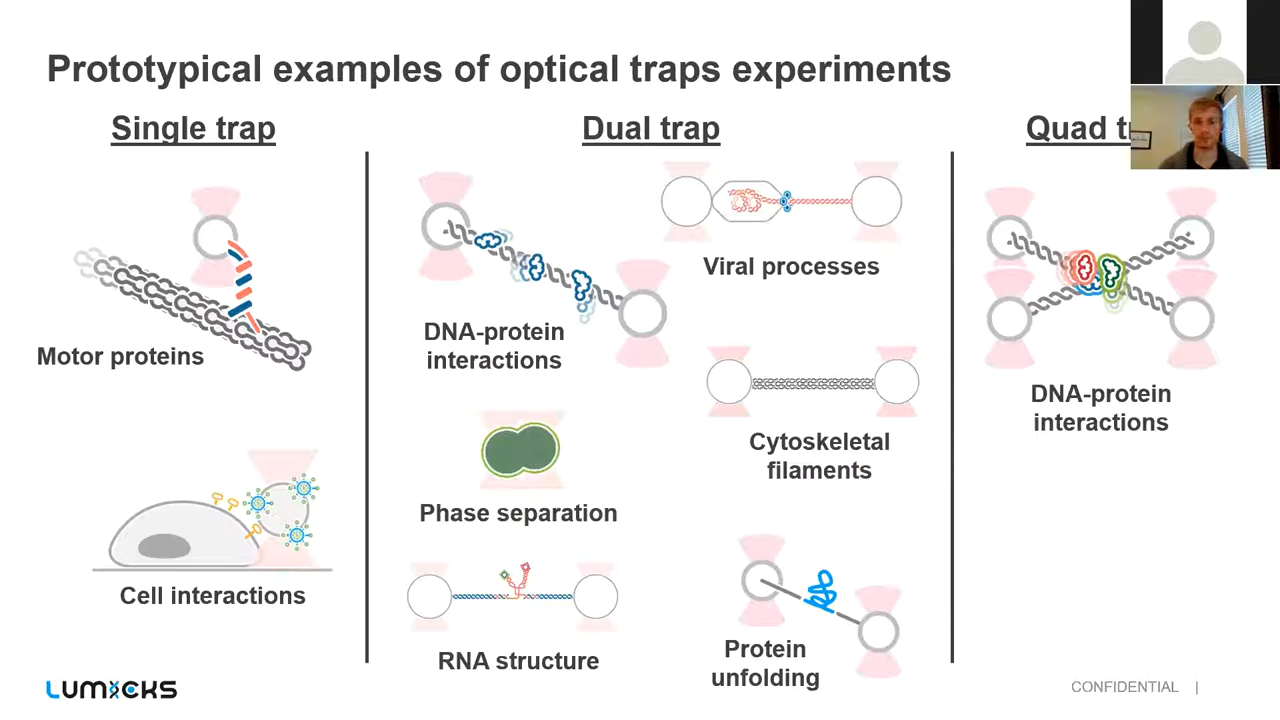 Prototypical examples of optical traps experiments
Single trap
Motor proteins
Cell interactions
Dual trap
DNA-protein
interactions
Viral processes
Cytoskeletal
filaments
Phase separation
RNA structure
Protein
unfolding
Quad t
DNA-protein
interactions
LUMICKS
CONFIDENTIAL |